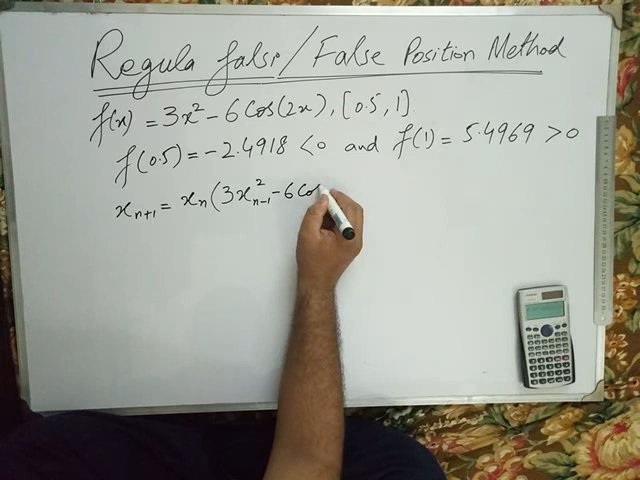 Regula falsi / False Position Method
f(x) = 3x² - 6 Cos(2x), [0.5, 1]
f(0.5) = -2.4918 < 0 and f(1) = 5.4969 > 0
xₙ₊₁ = xₙ(3x²ₙ₋₁ - 6 Cos